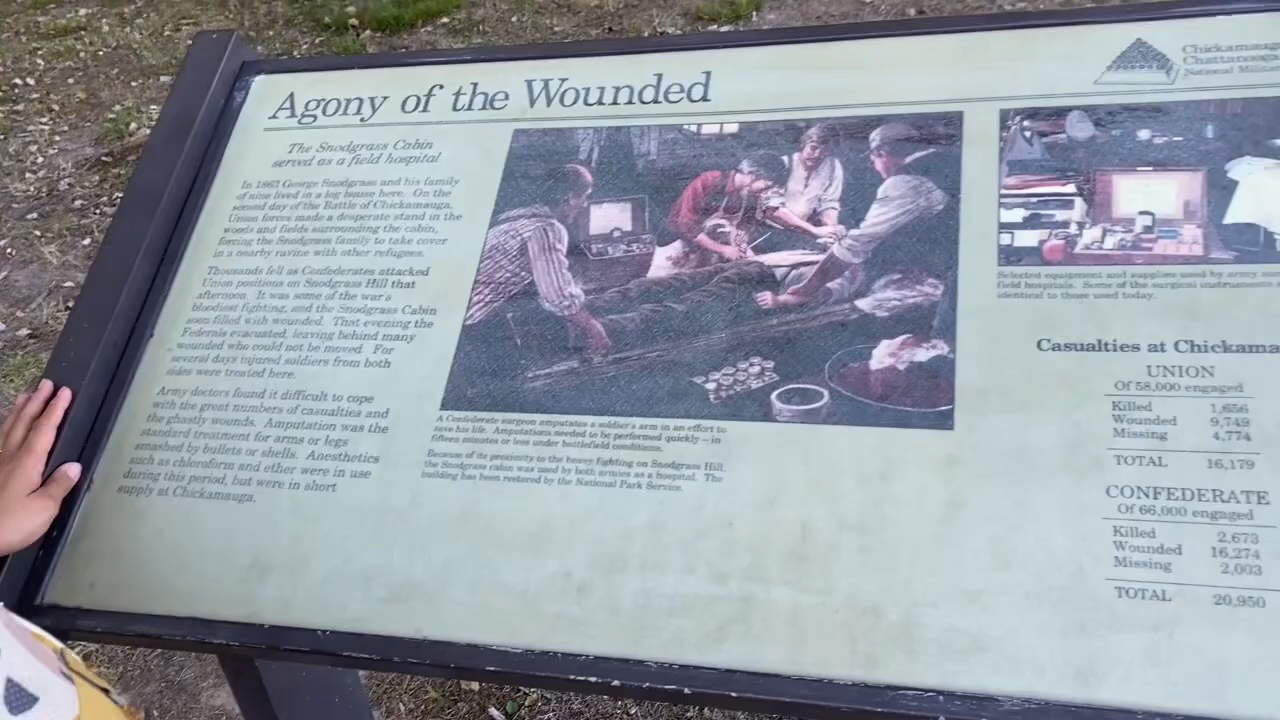 Agony of the Wounded
The Snodgrass Cabin
served as a field hospital
In 1863 George Snodgrass and his family
of nine lived in a log house here. On the
second day of the Battle of Chickamauga,
Union forces made a desperate stand in the
woods and fields surrounding the cabin,
forcing the Snodgrass family to take cover
in a nearby ravine with other refugees.
Thousands fell as Confederates attacked
Union positions on Snodgrass Hill that
afternoon. It was some of the war's
bloodiest fighting, and the Snodgrass Cabin
soon filled with wounded. That evening the
Federals evacuated, leaving behind many
wounded who could not be moved. For
several days injured soldiers from both
sides were treated here.
Army doctors found it difficult to cope
with the great numbers of casualties and
the ghastly wounds. Amputation was the
standard treatment for arms or legs
smashed by bullets or shells. Anesthetics
such as chloroform and ether were in use
during this period, but were in short
supply at Chickamauga.
A Confederate surgeon amputates a soldier's arm in an effort to
save his life. Amputations needed to be performed quickly – in
fifteen minutes or less under battlefield conditions.
Because of its proximity to the heavy fighting on Snodgrass Hill,
the Snodgrass cabin was used by both armies as a hospital. The
building has been restored by the National Park Service.
Chickamaug
Chattanooga
National Milit
Selected equipment and supplies used by army
field hospitals. Some of the surgical instruments
identical to those used today.
Casualties at Chickama
UNION
Of 58,000 engaged
Killed 1,656
Wounded 9,749
Missing 4,774
TOTAL 16,179
CONFEDERATE
Of 66,000 engaged
Killed 2,673
Wounded 16,274
Missing 2,003
TOTAL 20,950